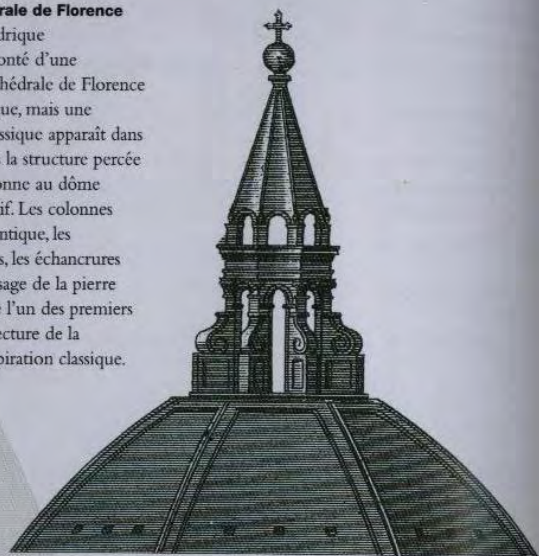 rale de Florence
drique
onté d'une
hédrale de Florence
ue, mais une
ssique apparaît dans
la structure percée
onne au dôme
if. Les colonnes
ntique, les
s, les échancrures
sage de la pierre
l'un des premiers
ecture de la
piration classique.